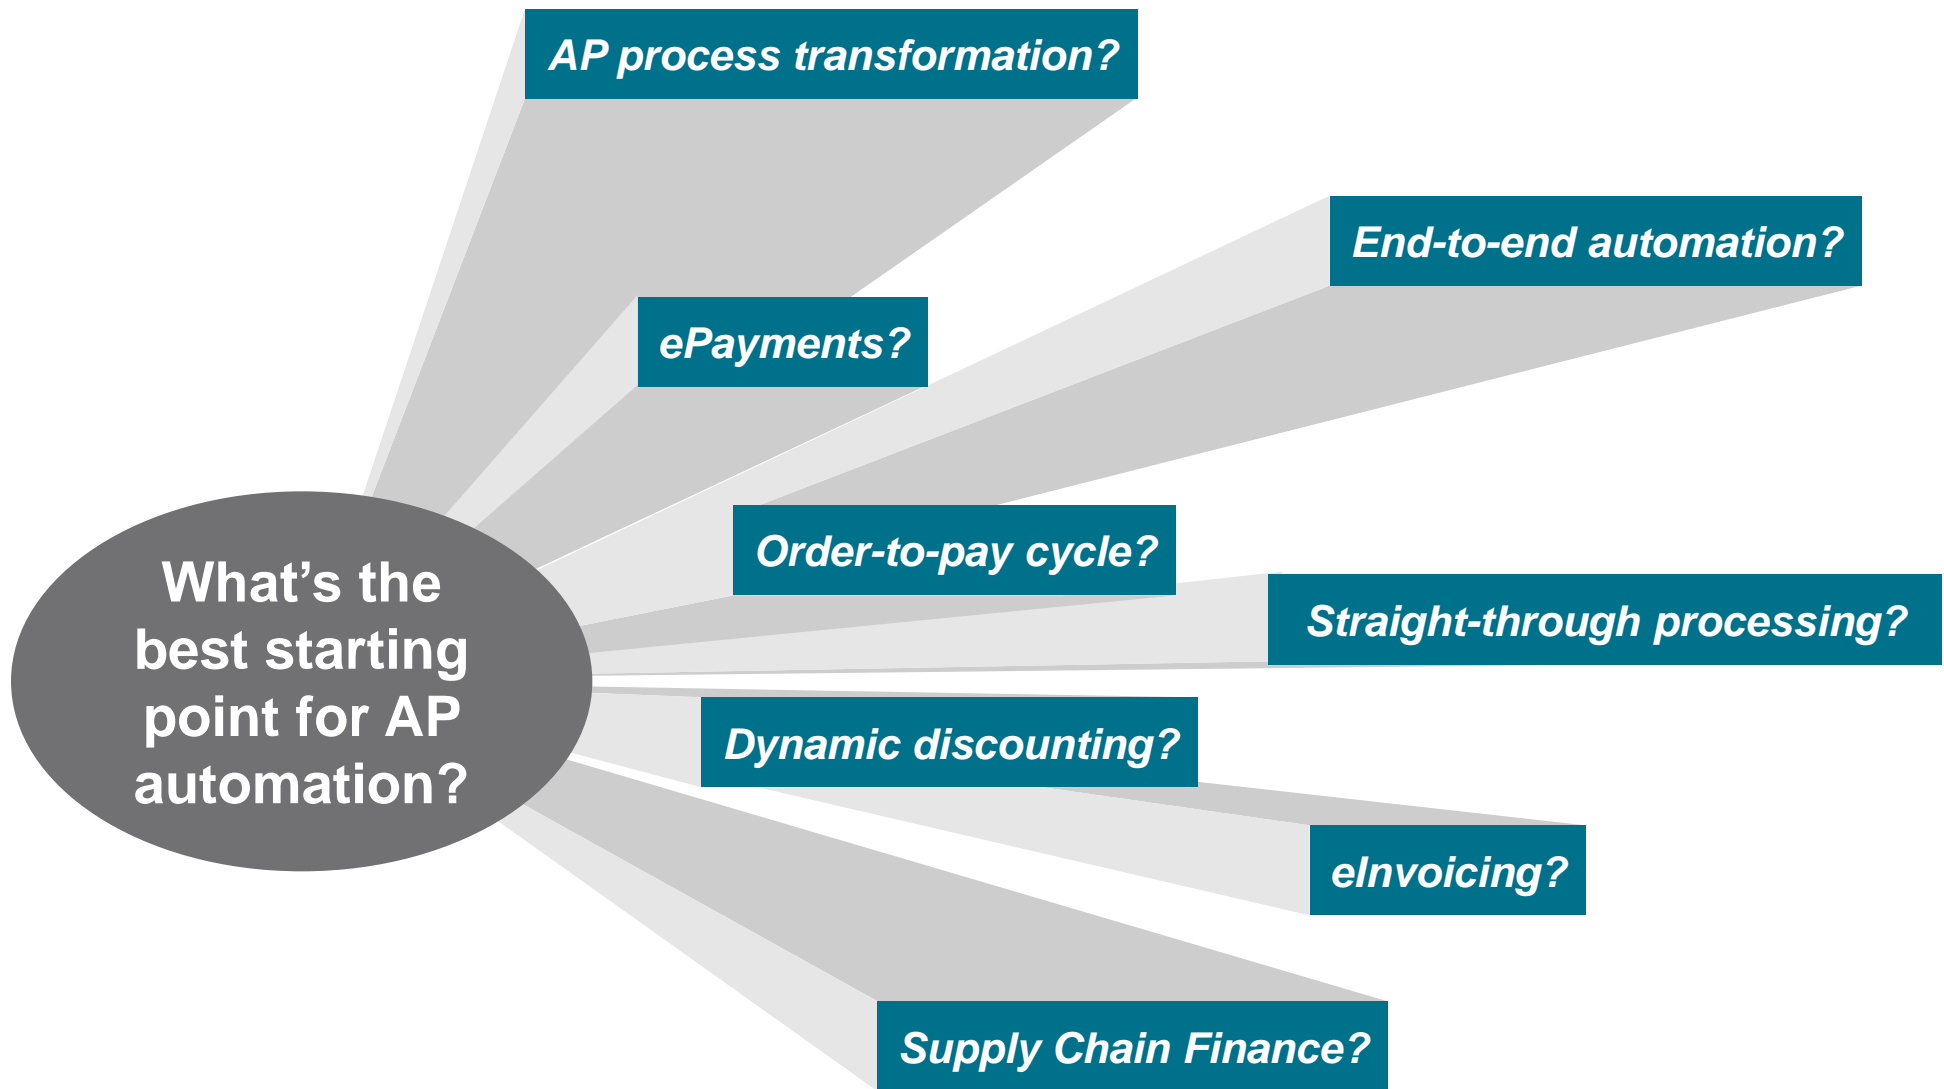 AP process transformation?
End-to-end automation?
ePayments?
Order-to-pay cycle?
What’s the
best starting
point for AP
automation?
Straight-through processing?
Dynamic discounting?
eInvoicing?
Supply Chain Finance?